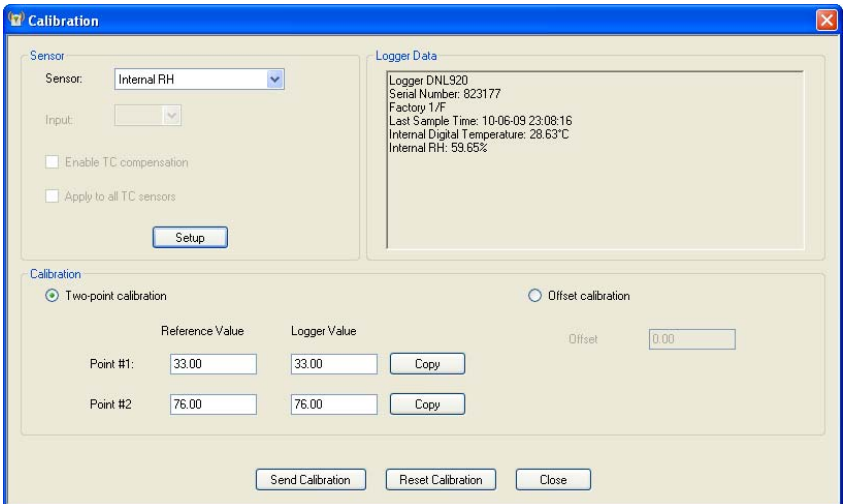 Calibration
Sensor
Sensor: Internal RH
Input:
Enable TC compensation
Apply to all TC sensors
Setup
Logger Data
Logger DNL920
Serial Number: 823177
Factory 1/F
Last Sample Time: 10-06-09 23:08:16
Internal Digital Temperature: 28.63°C
Internal RH: 59.65%
Calibration
Two-point calibration
Reference Value Logger Value
Point #1: 33.00 33.00 Copy
Point #2 76.00 76.00 Copy
Offset calibration
Offset 0.00
Send Calibration Reset Calibration Close